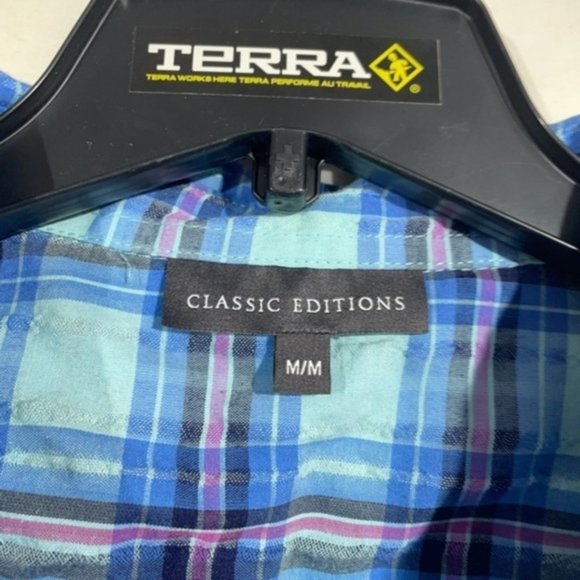 TERRA
TERRA WORKS HERE TERRA PERFORME AU TRAVAIL
®
CLASSIC EDITIONS
M/M